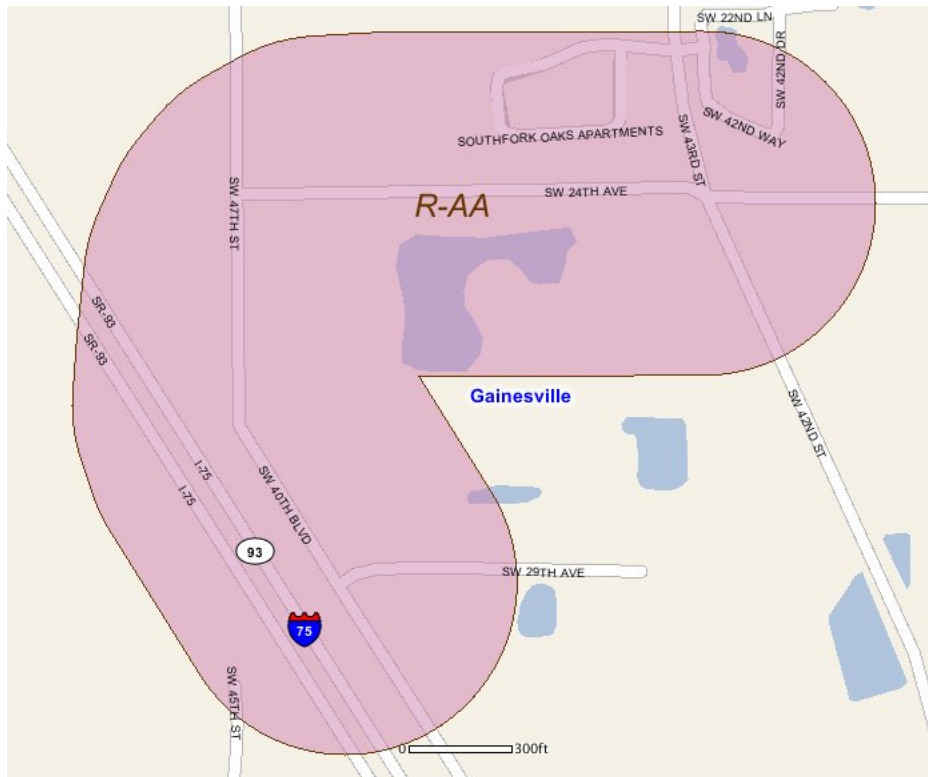 SW 22ND LN
SW 42ND DR
SW 42ND WAY
SOUTHFORK OAKS APARTMENTS
SW 43RD ST
SW 47TH ST
SW 24TH AVE
R-AA
SR-93
SR-93
Gainesville
SW 42ND ST
I-75
I-75
SW 40TH BLVD
93
SW 29TH AVE
75
SW 45TH ST
0 300ft